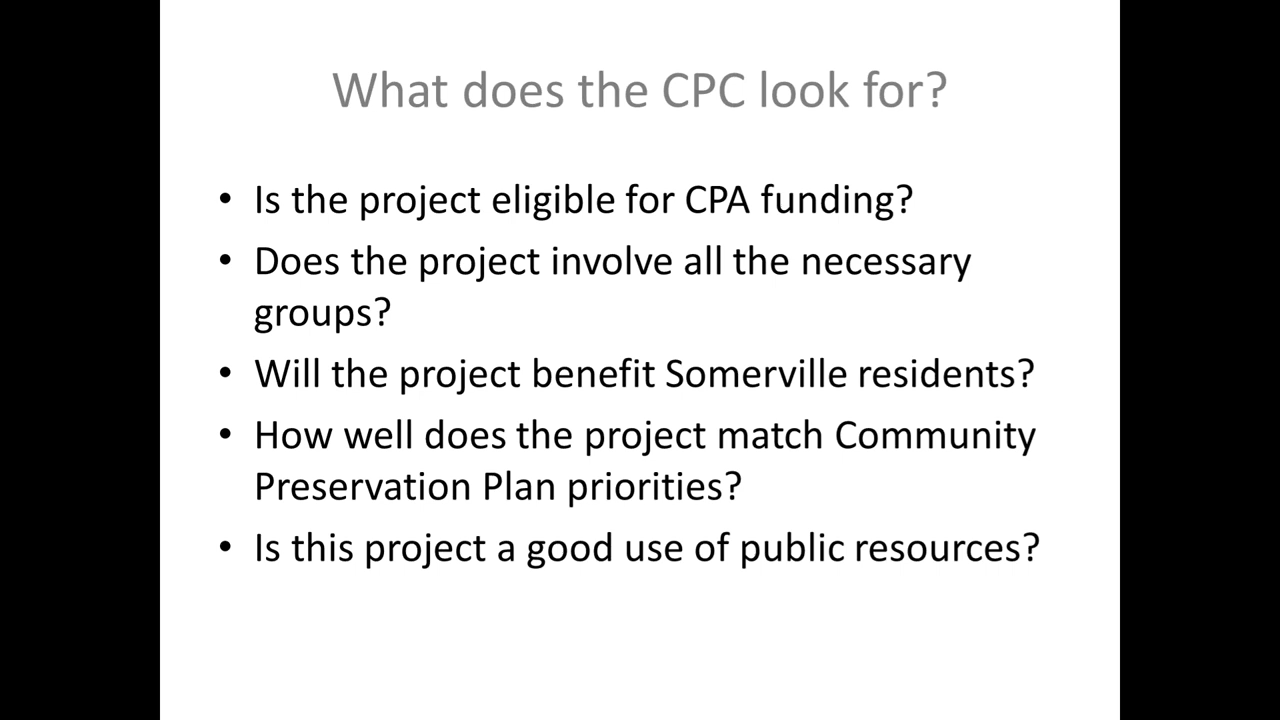 What does the CPC look for?
• Is the project eligible for CPA funding?
• Does the project involve all the necessary
groups?
• Will the project benefit Somerville residents?
• How well does the project match Community
Preservation Plan priorities?
• Is this project a good use of public resources?